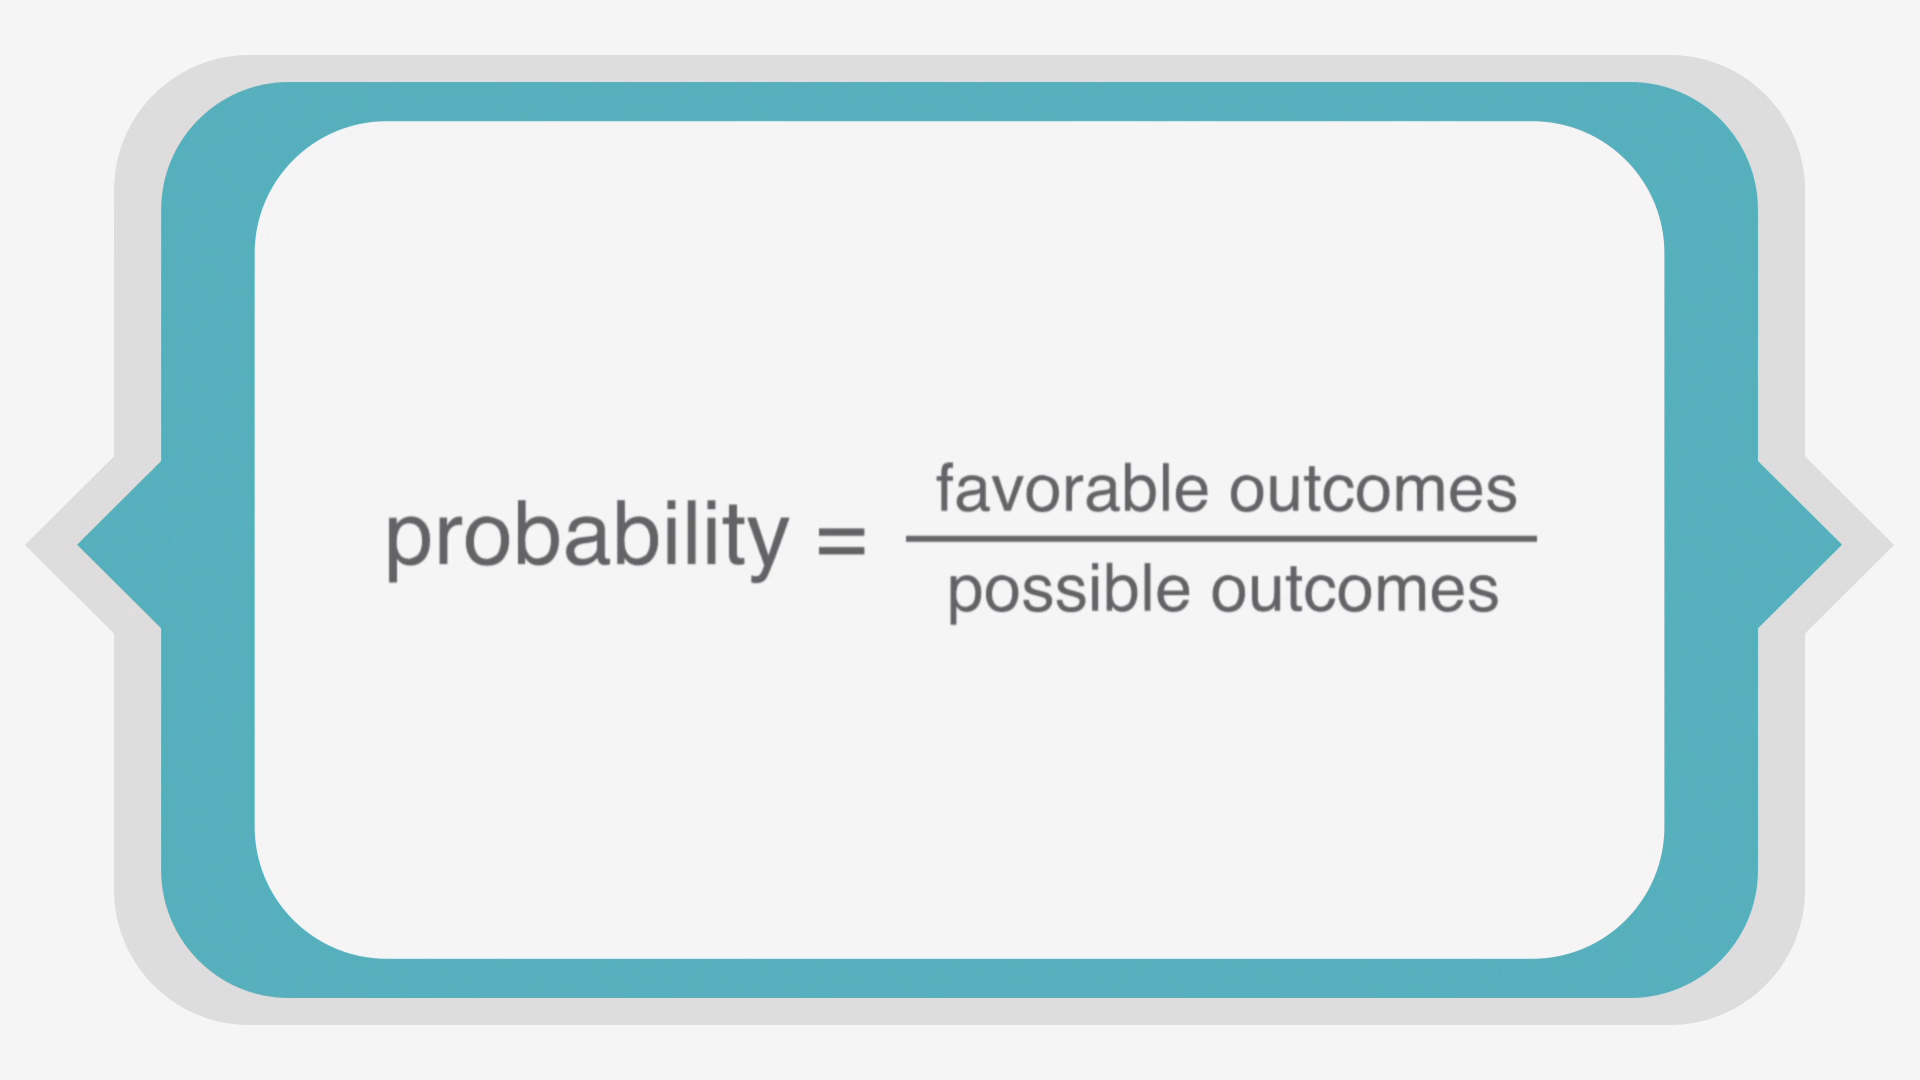 probability =
favorable outcomes
possible outcomes